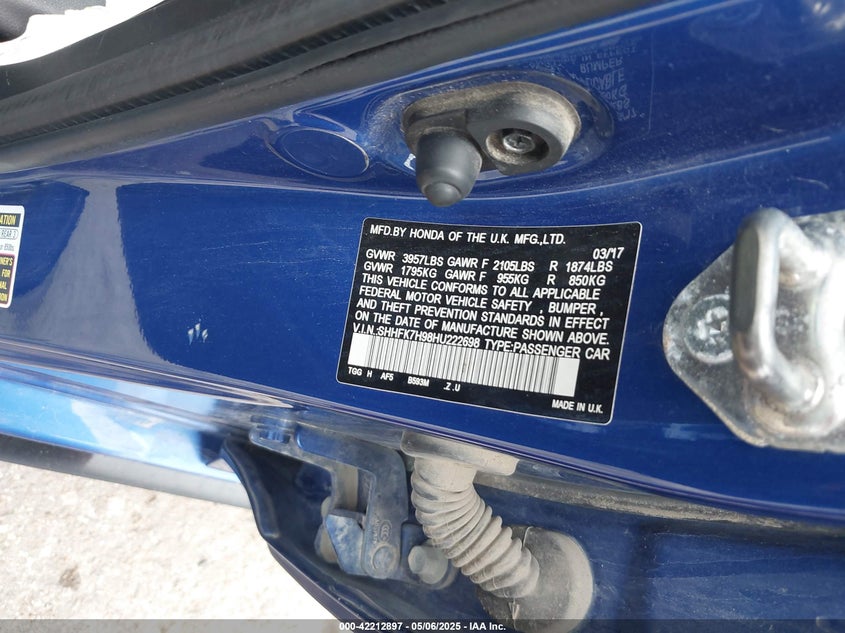 MFD.BY HONDA OF THE U.K. MFG.,LTD.
03/17
GVWR 3957LBS GAWR F 2105LBS R 1874LBS
GVWR 1795KG GAWR F 955KG R 850KG
THIS VEHICLE CONFORMS TO ALL APPLICABLE
FEDERAL MOTOR VEHICLE SAFETY , BUMPER ,
AND THEFT PREVENTION STANDARDS IN EFFECT
ON THE DATE OF MANUFACTURE SHOWN ABOVE.
V.I.N.:SHHFK7H98HU222698 TYPE:PASSENGER CAR
TGG H AF5 B593M .Z.U
MADE IN U.K.
REAR 2
000-42212897 - 05/06/2025 - IAA Inc.